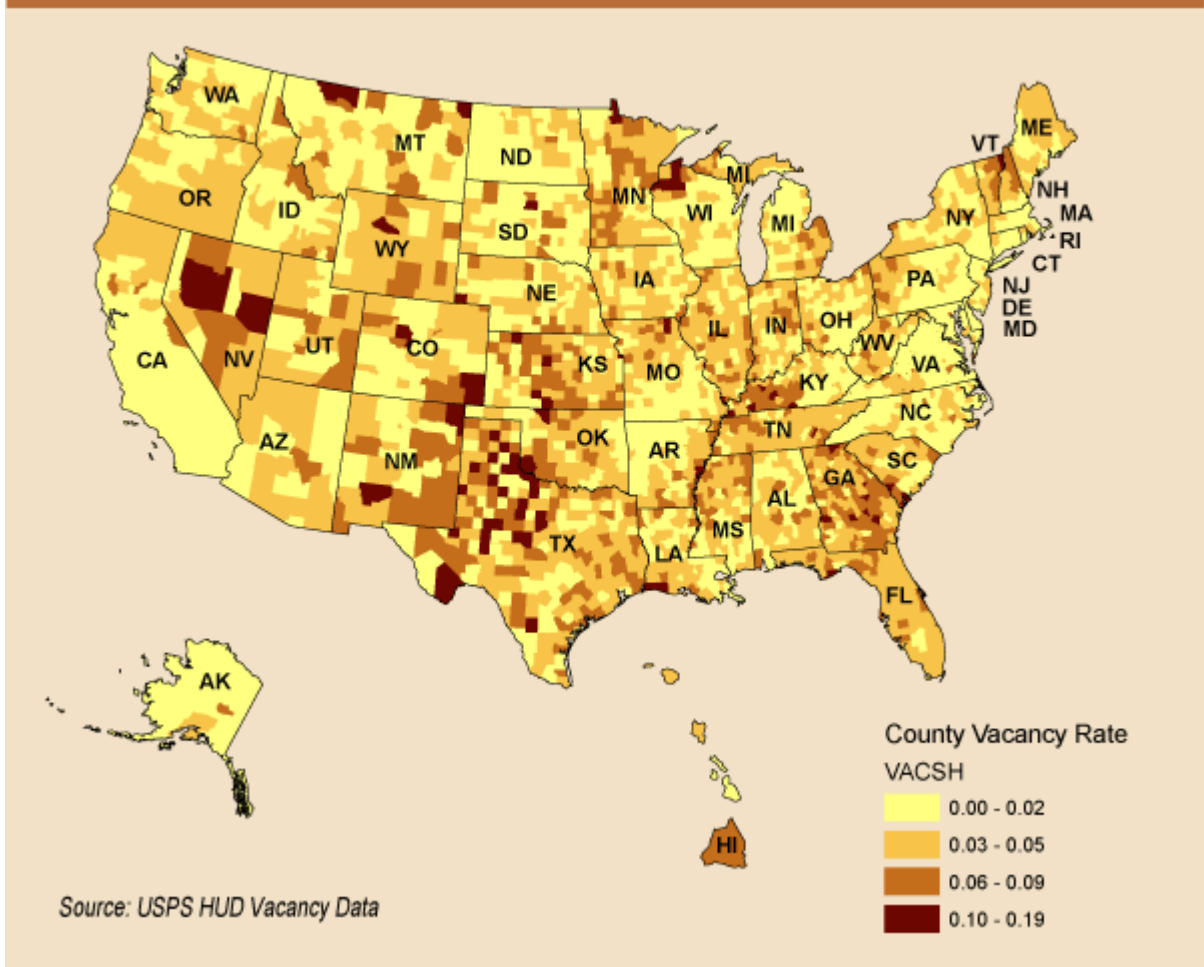 WA
MT
ND
VT
ME
OR
ID
MN
MI
NH
WY
SD
WI
MI
NY
MA
RI
CT
NE
IA
PA
NJ
DE
MD
NV
UT
CO
IL
IN
OH
WV
CA
KS
MO
KY
VA
AZ
NM
OK
AR
TN
NC
SC
GA
TX
LA
MS
AL
FL
AK
HI
County Vacancy Rate
VACSH
0.00 - 0.02
0.03 - 0.05
0.06 - 0.09
0.10 - 0.19
Source: USPS HUD Vacancy Data